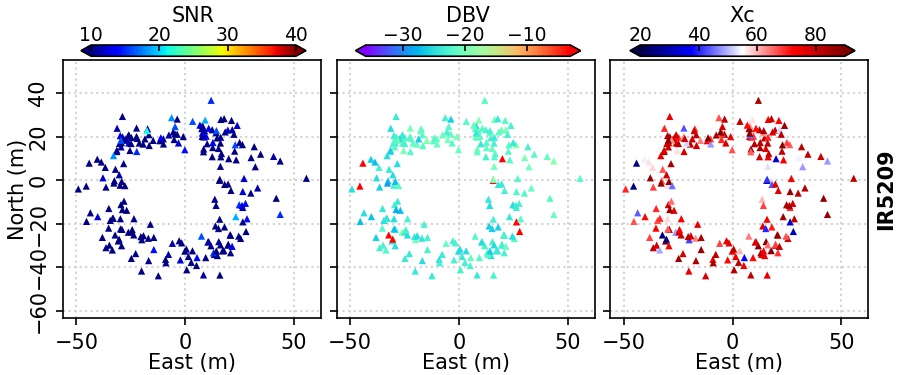 SNR DBV Xc
10 20 30 40 −30 −20 −10 20 40 60 80
40
20
0
−20
−40
−60
North (m)
IR5209
−50 0 50 −50 0 50 −50 0 50
East (m) East (m) East (m)